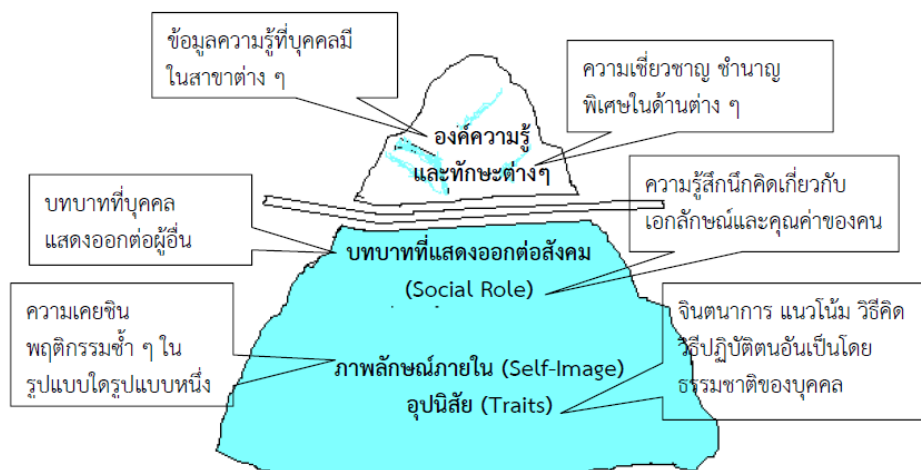 ข้อมูลความรู้ที่บุคคลมี
ในสาขาต่าง ๆ
ความเชี่ยวชาญ ชำนาญ
พิเศษในด้านต่าง ๆ
องค์ความรู้
และทักษะต่างๆ
บทบาทที่บุคคล
แสดงออกต่อผู้อื่น
ความรู้สึกนึกคิดเกี่ยวกับ
เอกลักษณ์และคุณค่าของคน
บทบาทที่แสดงออกต่อสังคม
(Social Role)
ความเคยชิน
พฤติกรรมซ้ำ ๆ ใน
รูปแบบใดรูปแบบหนึ่ง
จินตนาการ แนวโน้ม วิธีคิด
วิธีปฏิบัติตนอันเป็นโดย
ธรรมชาติของบุคคล
ภาพลักษณ์ภายใน (Self-Image)
อุปนิสัย (Traits)